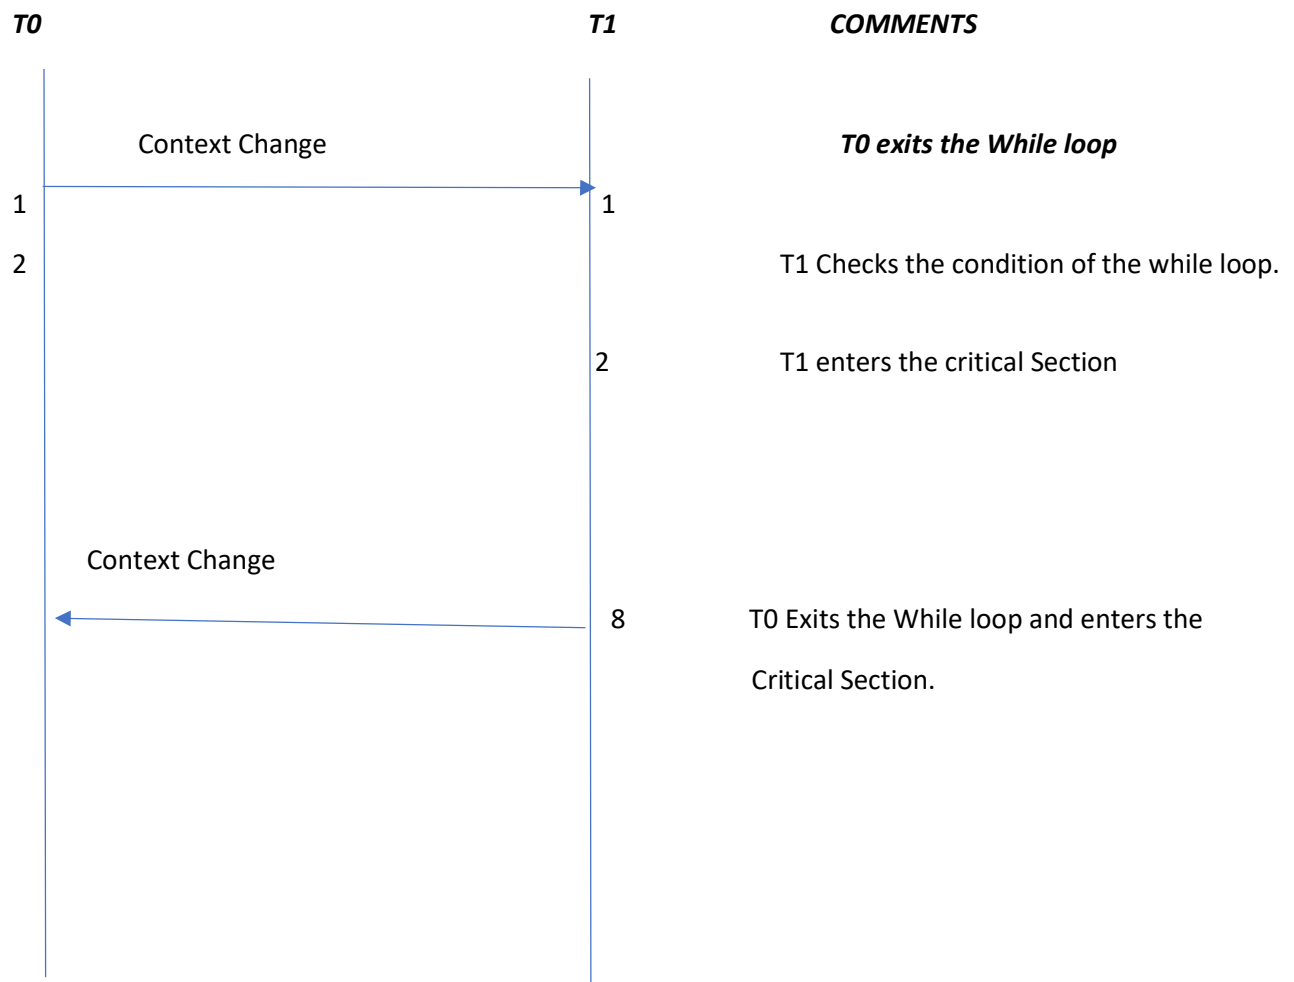 T0 T1 COMMENTS
Context Change T0 exits the While loop
1 1
2 T1 Checks the condition of the while loop.
2 T1 enters the critical Section
Context Change
8 T0 Exits the While loop and enters the
Critical Section.